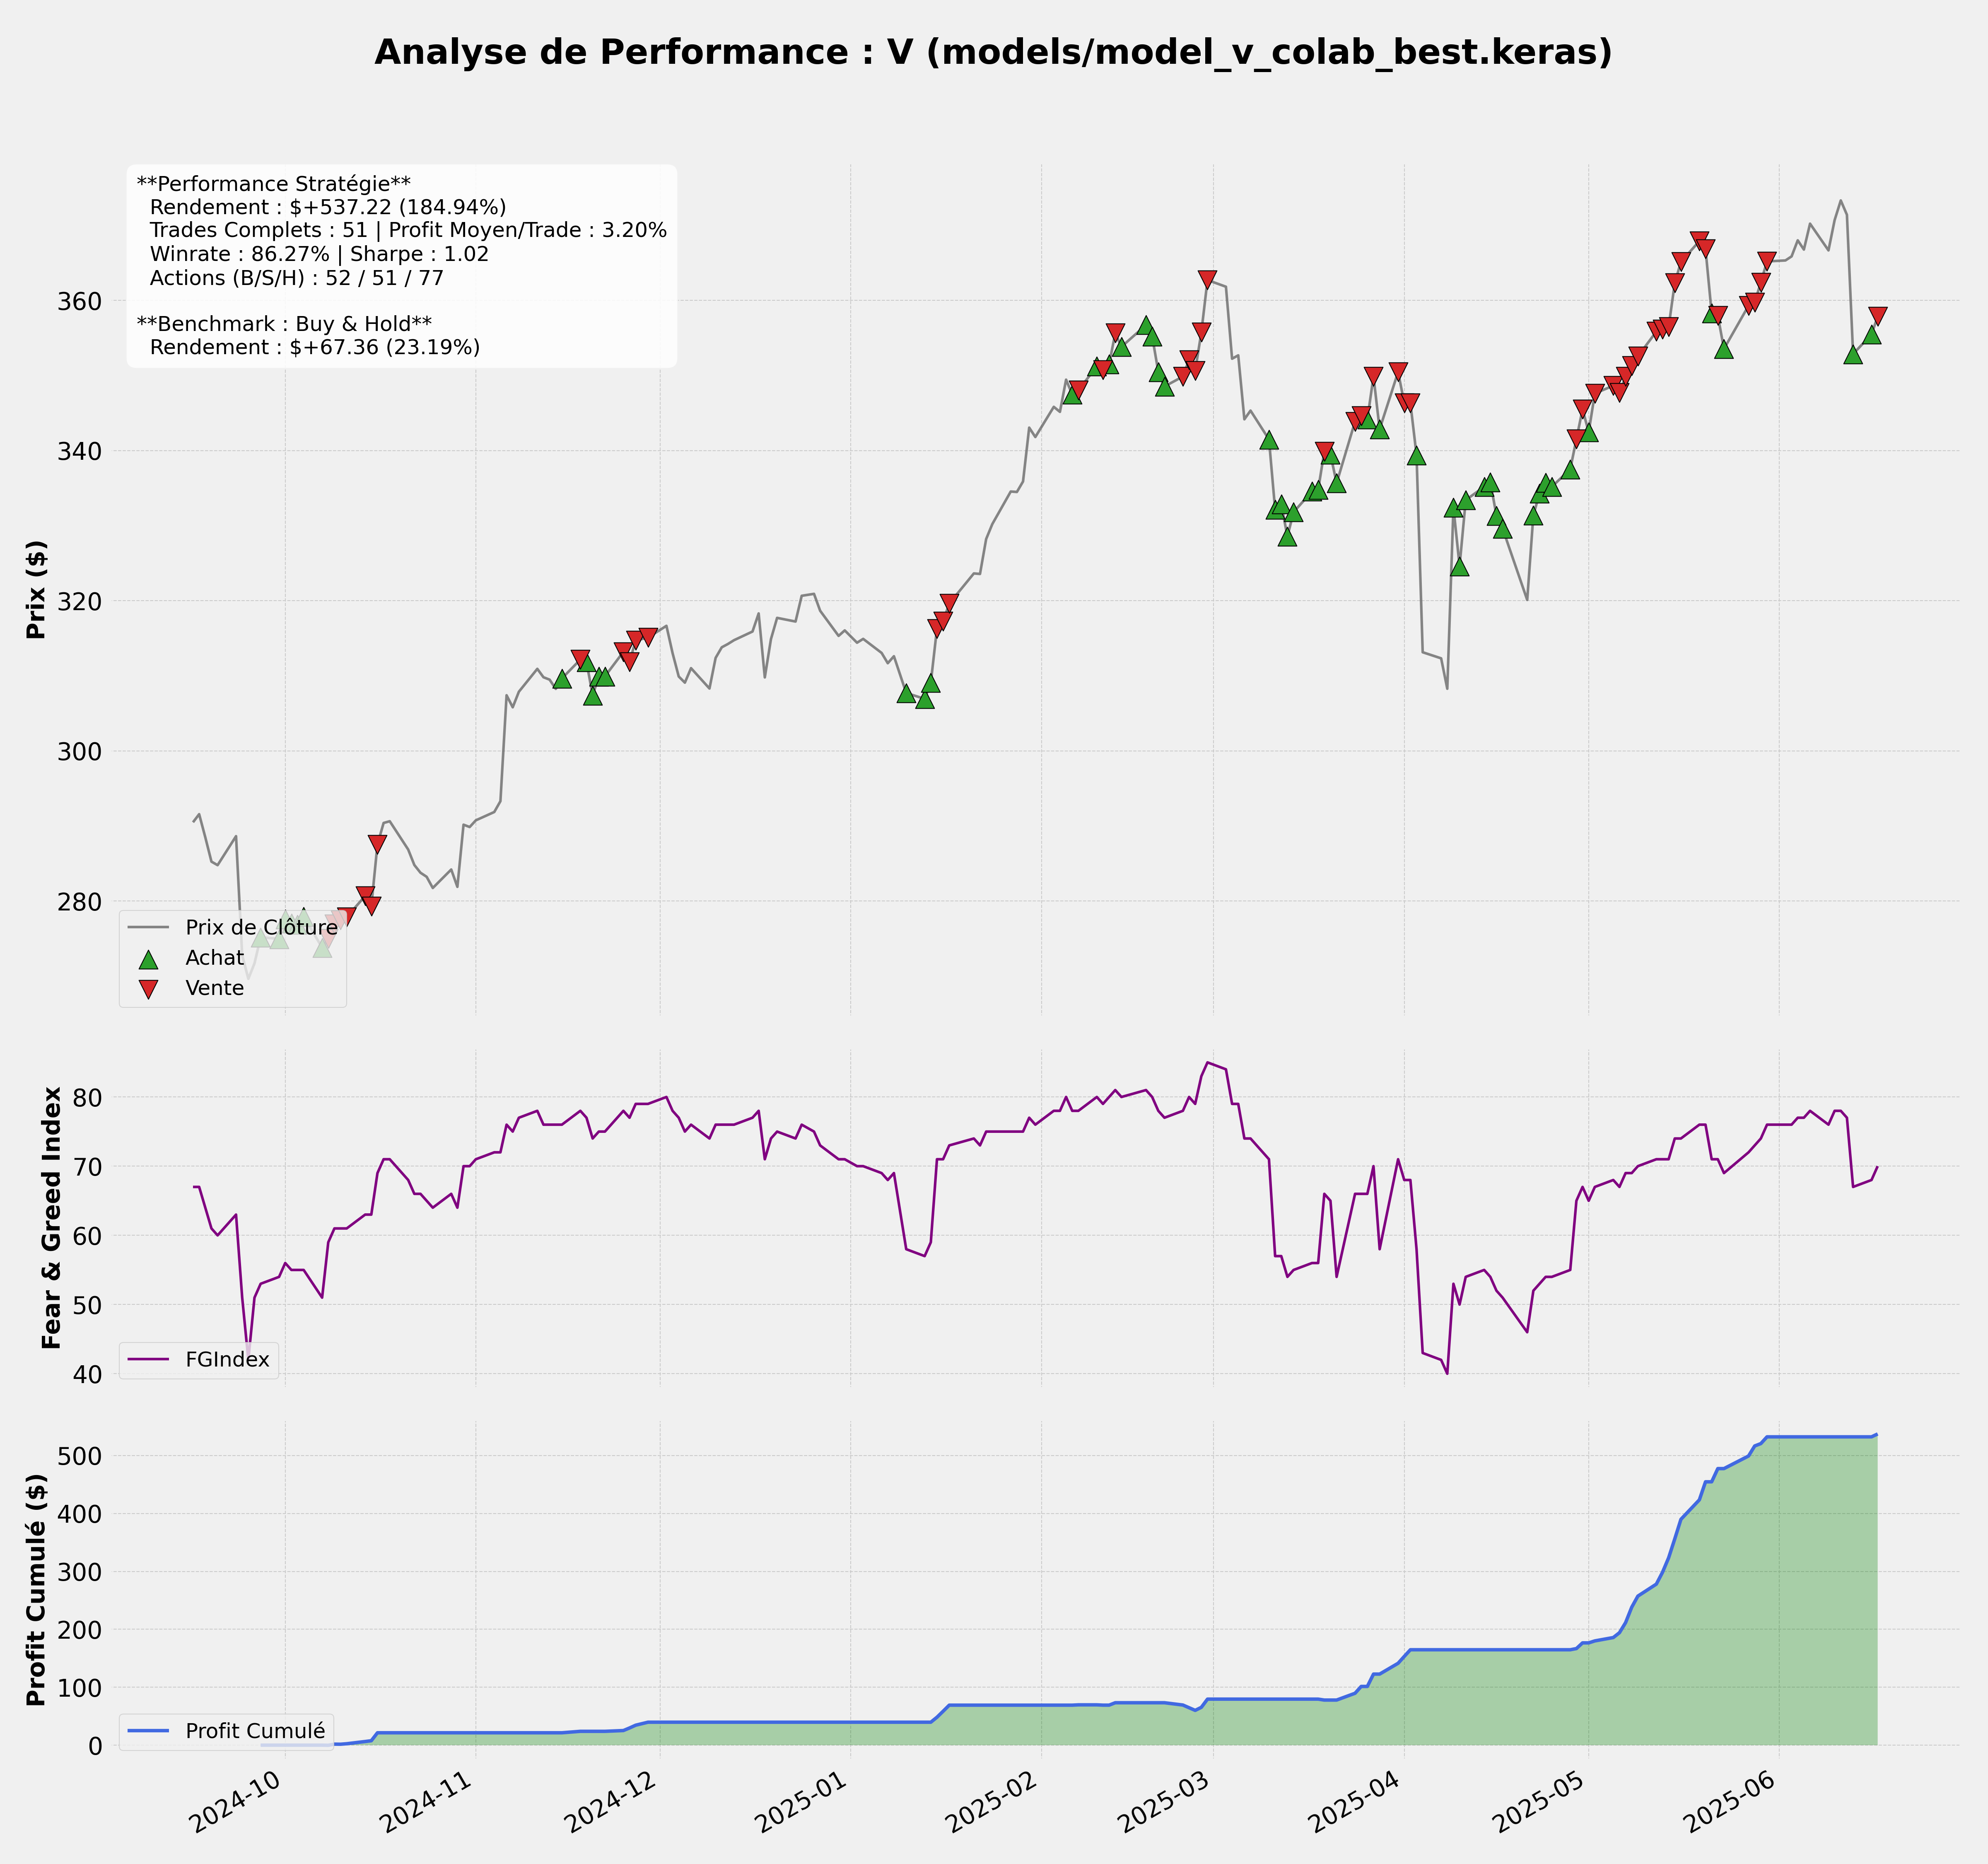 Analyse de Performance : V (models/model_v_colab_best.keras)
**Performance Stratégie**
Rendement : $+537.22 (184.94%)
Trades Complets : 51 | Profit Moyen/Trade : 3.20%
Winrate : 86.27% | Sharpe : 1.02
Actions (B/S/H) : 52 / 51 / 77
**Benchmark : Buy & Hold**
Rendement : $+67.36 (23.19%)
Prix ($)
360
340
320
300
280
Prix de Clôture
Achat
Vente
Fear & Greed Index
80
70
60
50
40
FGIndex
Profit Cumulé ($)
500
400
300
200
100
0
Profit Cumulé
2024-10
2024-11
2024-12
2025-01
2025-02
2025-03
2025-04
2025-05
2025-06